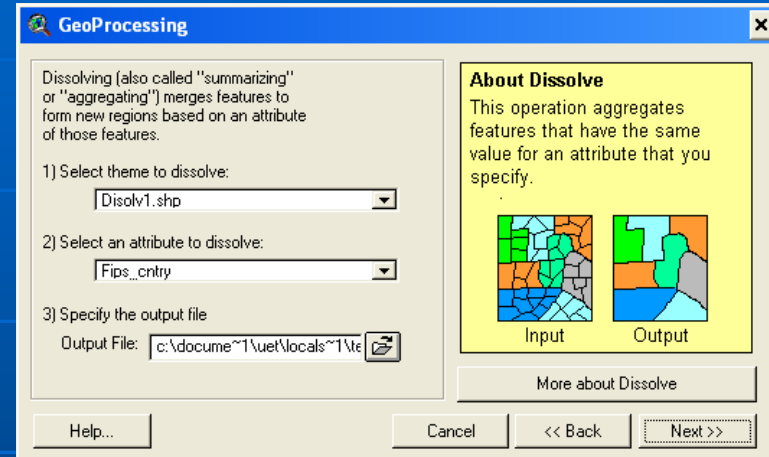 GeoProcessing
Dissolving (also called "summarizing"
or "aggregating") merges features to
form new regions based on an attribute
of those features.
1) Select theme to dissolve:
Disolv1.shp
2) Select an attribute to dissolve:
Fips_cntry
3) Specify the output file
Output File: c:\docume~1\uet\locals~1\te
About Dissolve
This operation aggregates
features that have the same
value for an attribute that you
specify.
Input Output
More about Dissolve
Help... Cancel << Back Next >>